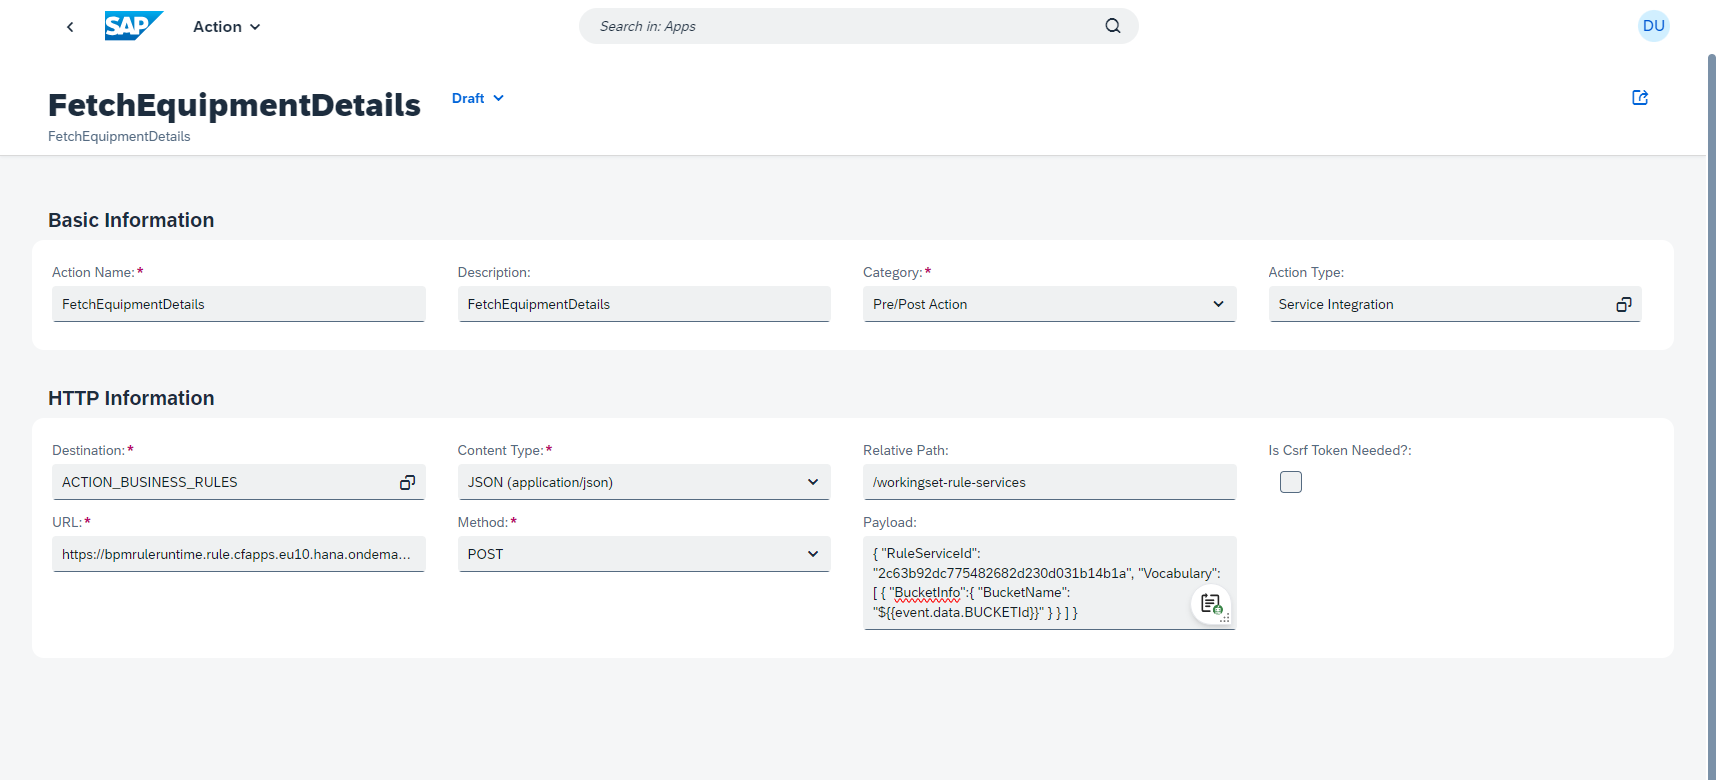 SAP
Action
Search in: Apps
DU
FetchEquipmentDetails
Draft
FetchEquipmentDetails
Basic Information
Action Name:*
Description:
Category:*
Action Type:
FetchEquipmentDetails
FetchEquipmentDetails
Pre/Post Action
Service Integration
HTTP Information
Destination:*
Content Type:*
Relative Path:
Is Csrf Token Needed?:
ACTION_BUSINESS_RULES
JSON (application/json)
/workingset-rule-services
URL:*
Method:*
Payload:
https://bpmruleruntime.rule.cfapps.eu10.hana.ondema...
POST
{ "RuleServiceId":
"2c63b92dc775482682d230d031b14b1a", "Vocabulary":
[ { "BucketInfo":{ "BucketName":
"${{event.data.BUCKETId}}" } } ] }